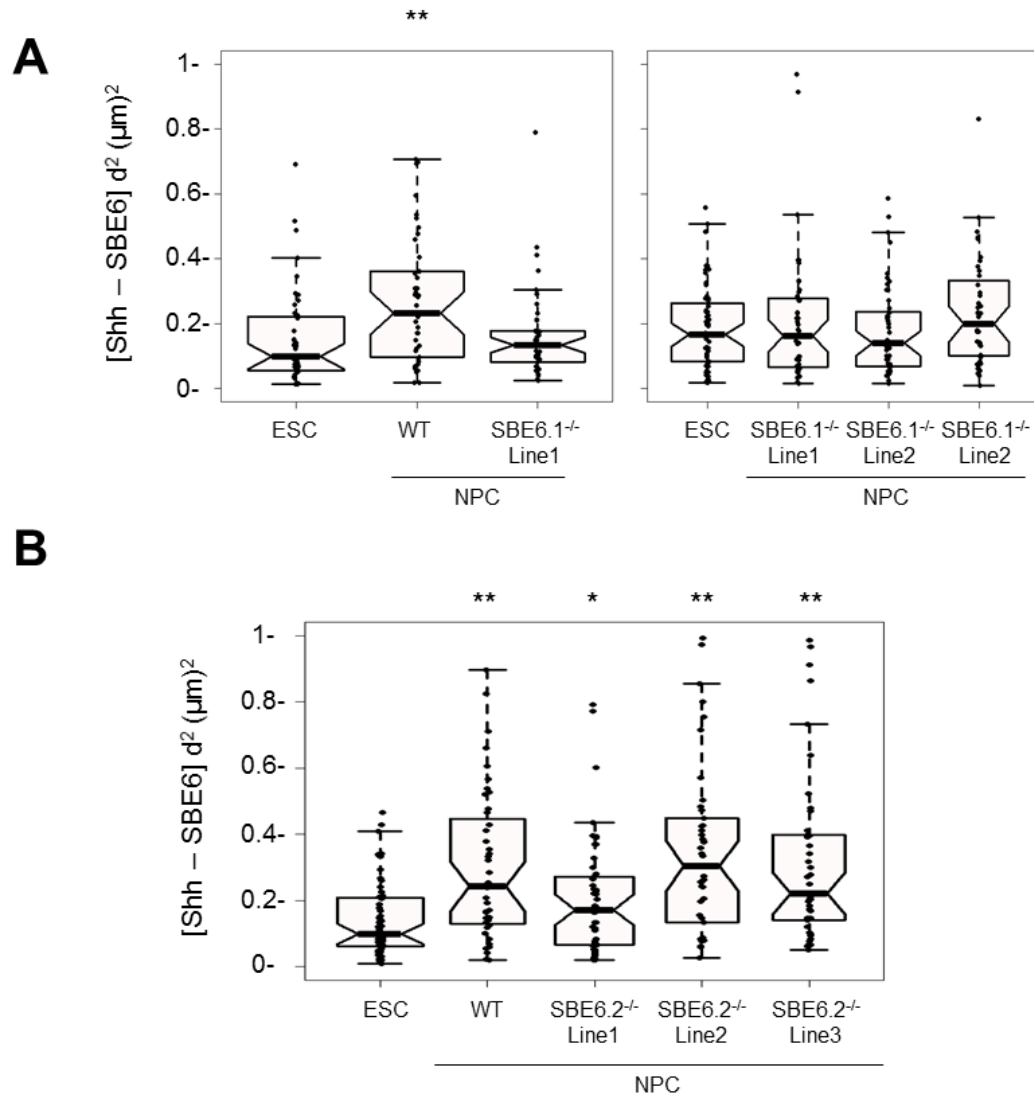 **
A
[Shh – SBE6] d² (µm)²
1-
0.8-
0.6-
0.4-
0.2-
0-
ESC
WT
SBE6.1-/-
Line1
NPC
ESC
SBE6.1-/-
Line1
SBE6.1-/-
Line2
SBE6.1-/-
Line2
NPC
B
** * ** **
[Shh – SBE6] d² (µm)²
1-
0.8-
0.6-
0.4-
0.2-
0-
ESC
WT
SBE6.2-/-
Line1
SBE6.2-/-
Line2
SBE6.2-/-
Line3
NPC